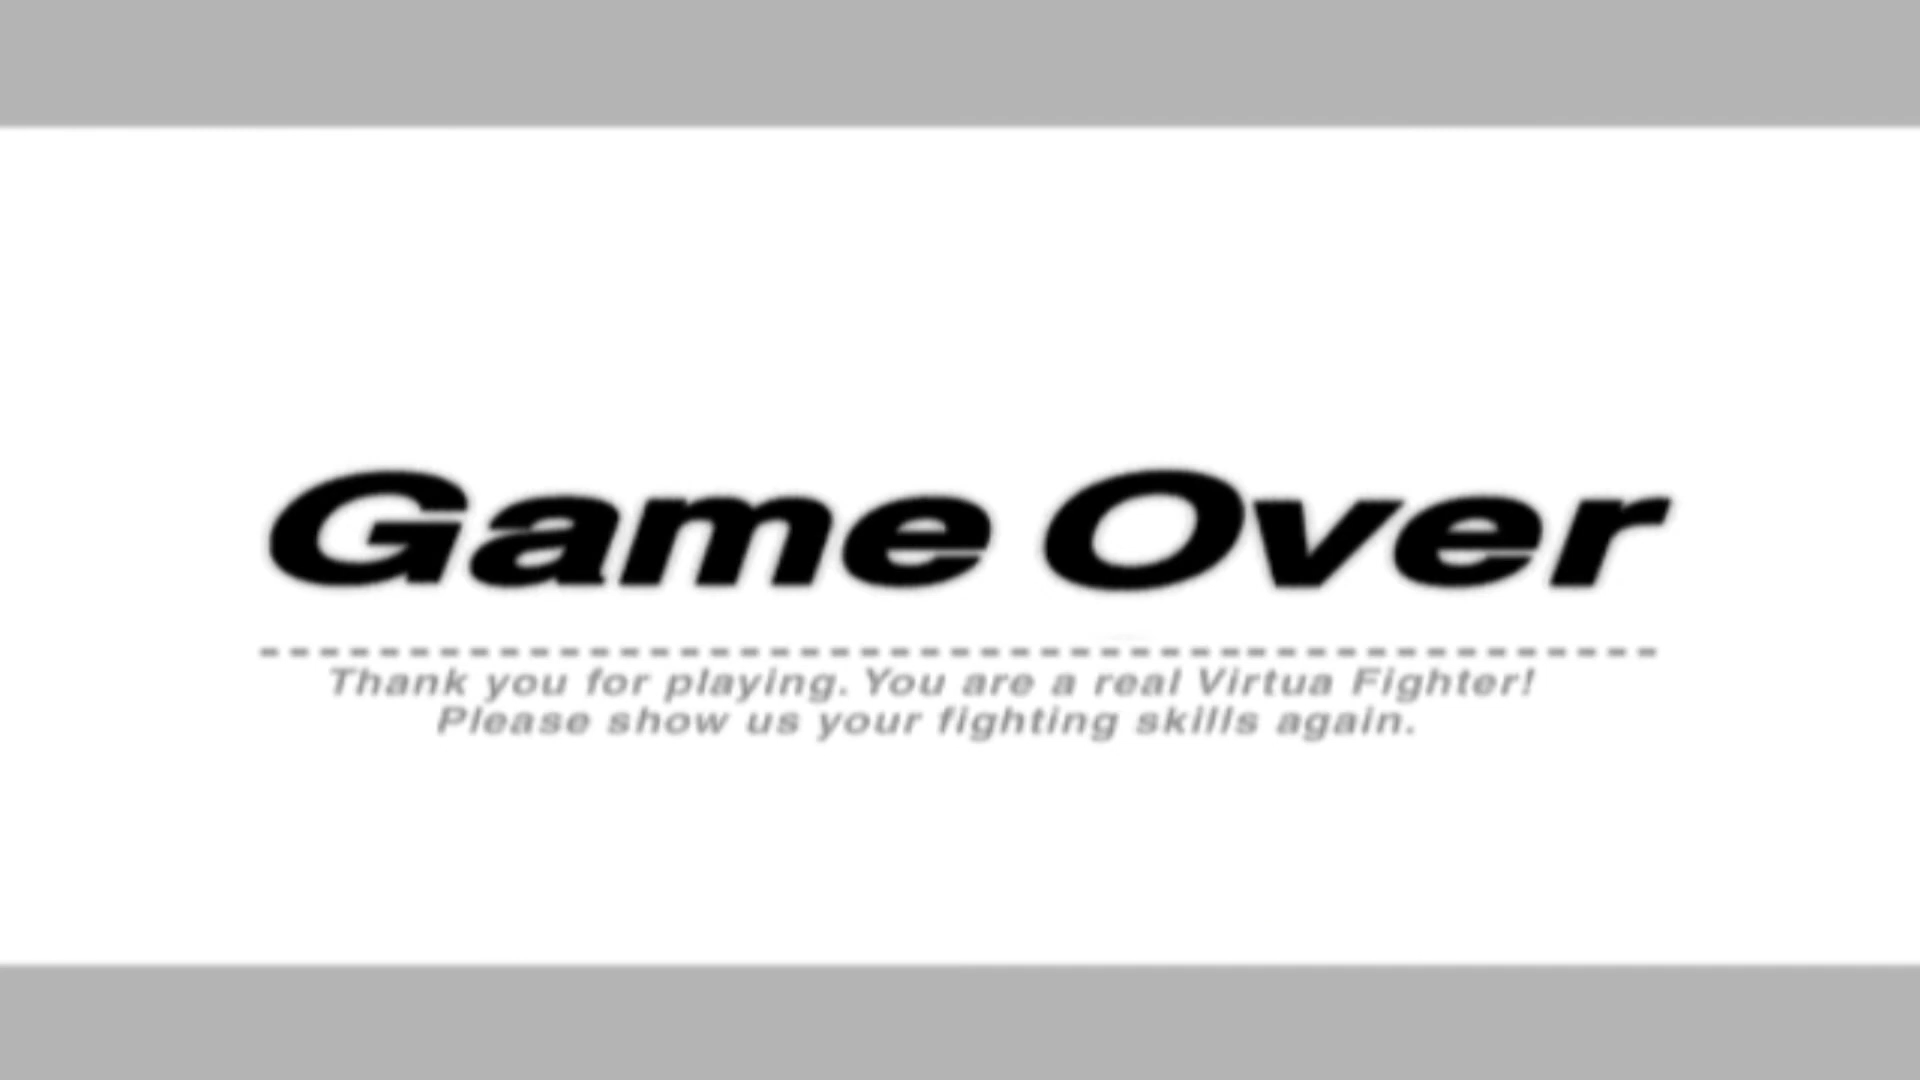 Game Over
Thank you for playing. You are a real Virtua Fighter!
Please show us your fighting skills again.